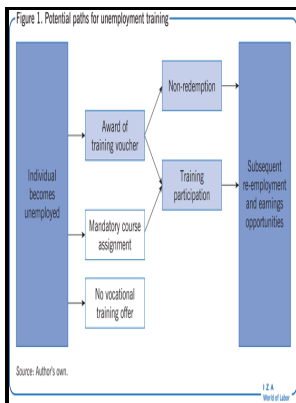 Figure 1. Potential paths for unemployment training
Non-redemption
Award of
training voucher
Individual
becomes
unemployed
Training
participation
Subsequent
re-employment
and earnings
opportunities
Mandatory course
assignment
No vocational
training offer
Source: Author's own.
I Z A
World of Labor